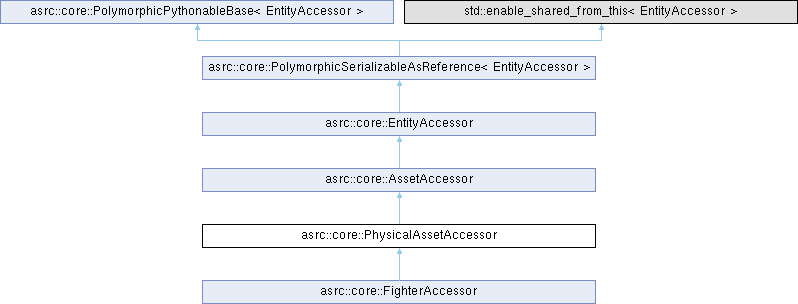 asrc::core::PolymorphicPythonableBase< EntityAccessor >
std::enable_shared_from_this< EntityAccessor >
asrc::core::PolymorphicSerializableAsReference< EntityAccessor >
asrc::core::EntityAccessor
asrc::core::AssetAccessor
asrc::core::PhysicalAssetAccessor
asrc::core::FighterAccessor